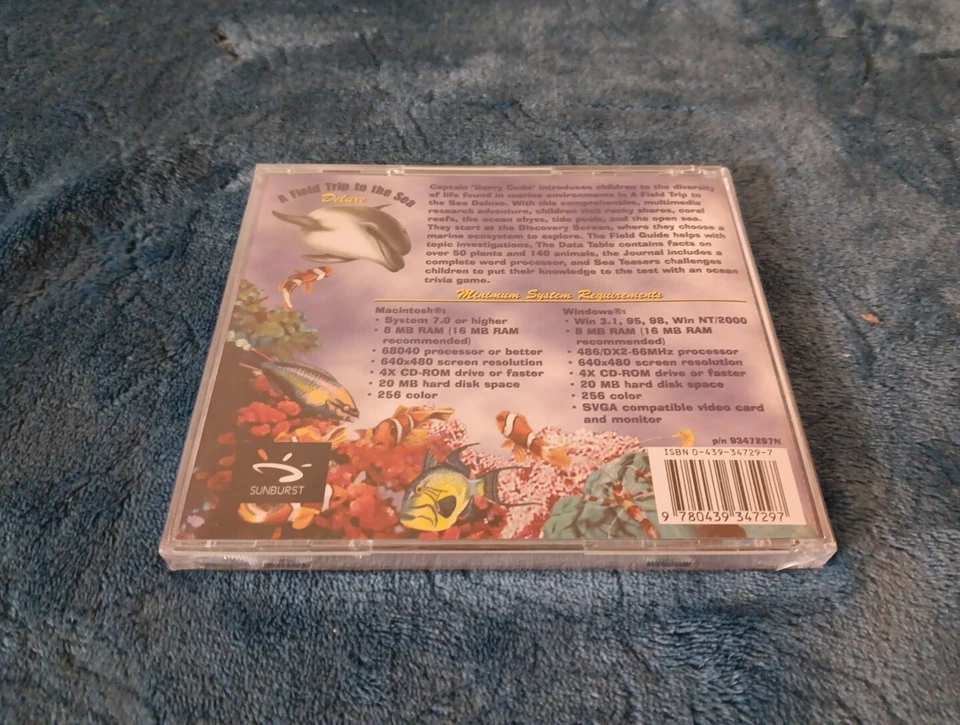 A Field Trip to the Sea
Deluxe
Captain 'Barry Cuda' introduces children to the diversity
of life found in marine environments in A Field Trip to
the Sea Deluxe. With this comprehensive, multimedia
research adventure, children visit rocky shores, coral
reefs, the ocean abyss, tide pools, and the open sea.
They start at the Discovery Screen, where they choose a
marine ecosystem to explore. The Field Guide helps with
topic investigations, The Data Table contains facts on
over 50 plants and 140 animals, the Journal includes a
complete word processor, and Sea Teasers challenges
children to put their knowledge to the test with an ocean
trivia game.
Minimum System Requirements
Macintosh®:
• System 7.0 or higher
• 8 MB RAM (16 MB RAM
recommended)
• 68040 processor or better
• 640x480 screen resolution
• 4X CD-ROM drive or faster
• 20 MB hard disk space
• 256 color
Windows®:
• Win 3.1, 95, 98, Win NT/2000
• 8 MB RAM (16 MB RAM
recommended)
• 486/DX2-66MHz processor
• 640x480 screen resolution
• 4X CD-ROM drive or faster
• 20 MB hard disk space
• 256 color
• SVGA compatible video card
and monitor
p/n 9347297N
ISBN 0-439-34729-7
9 780439 347297
SUNBURST